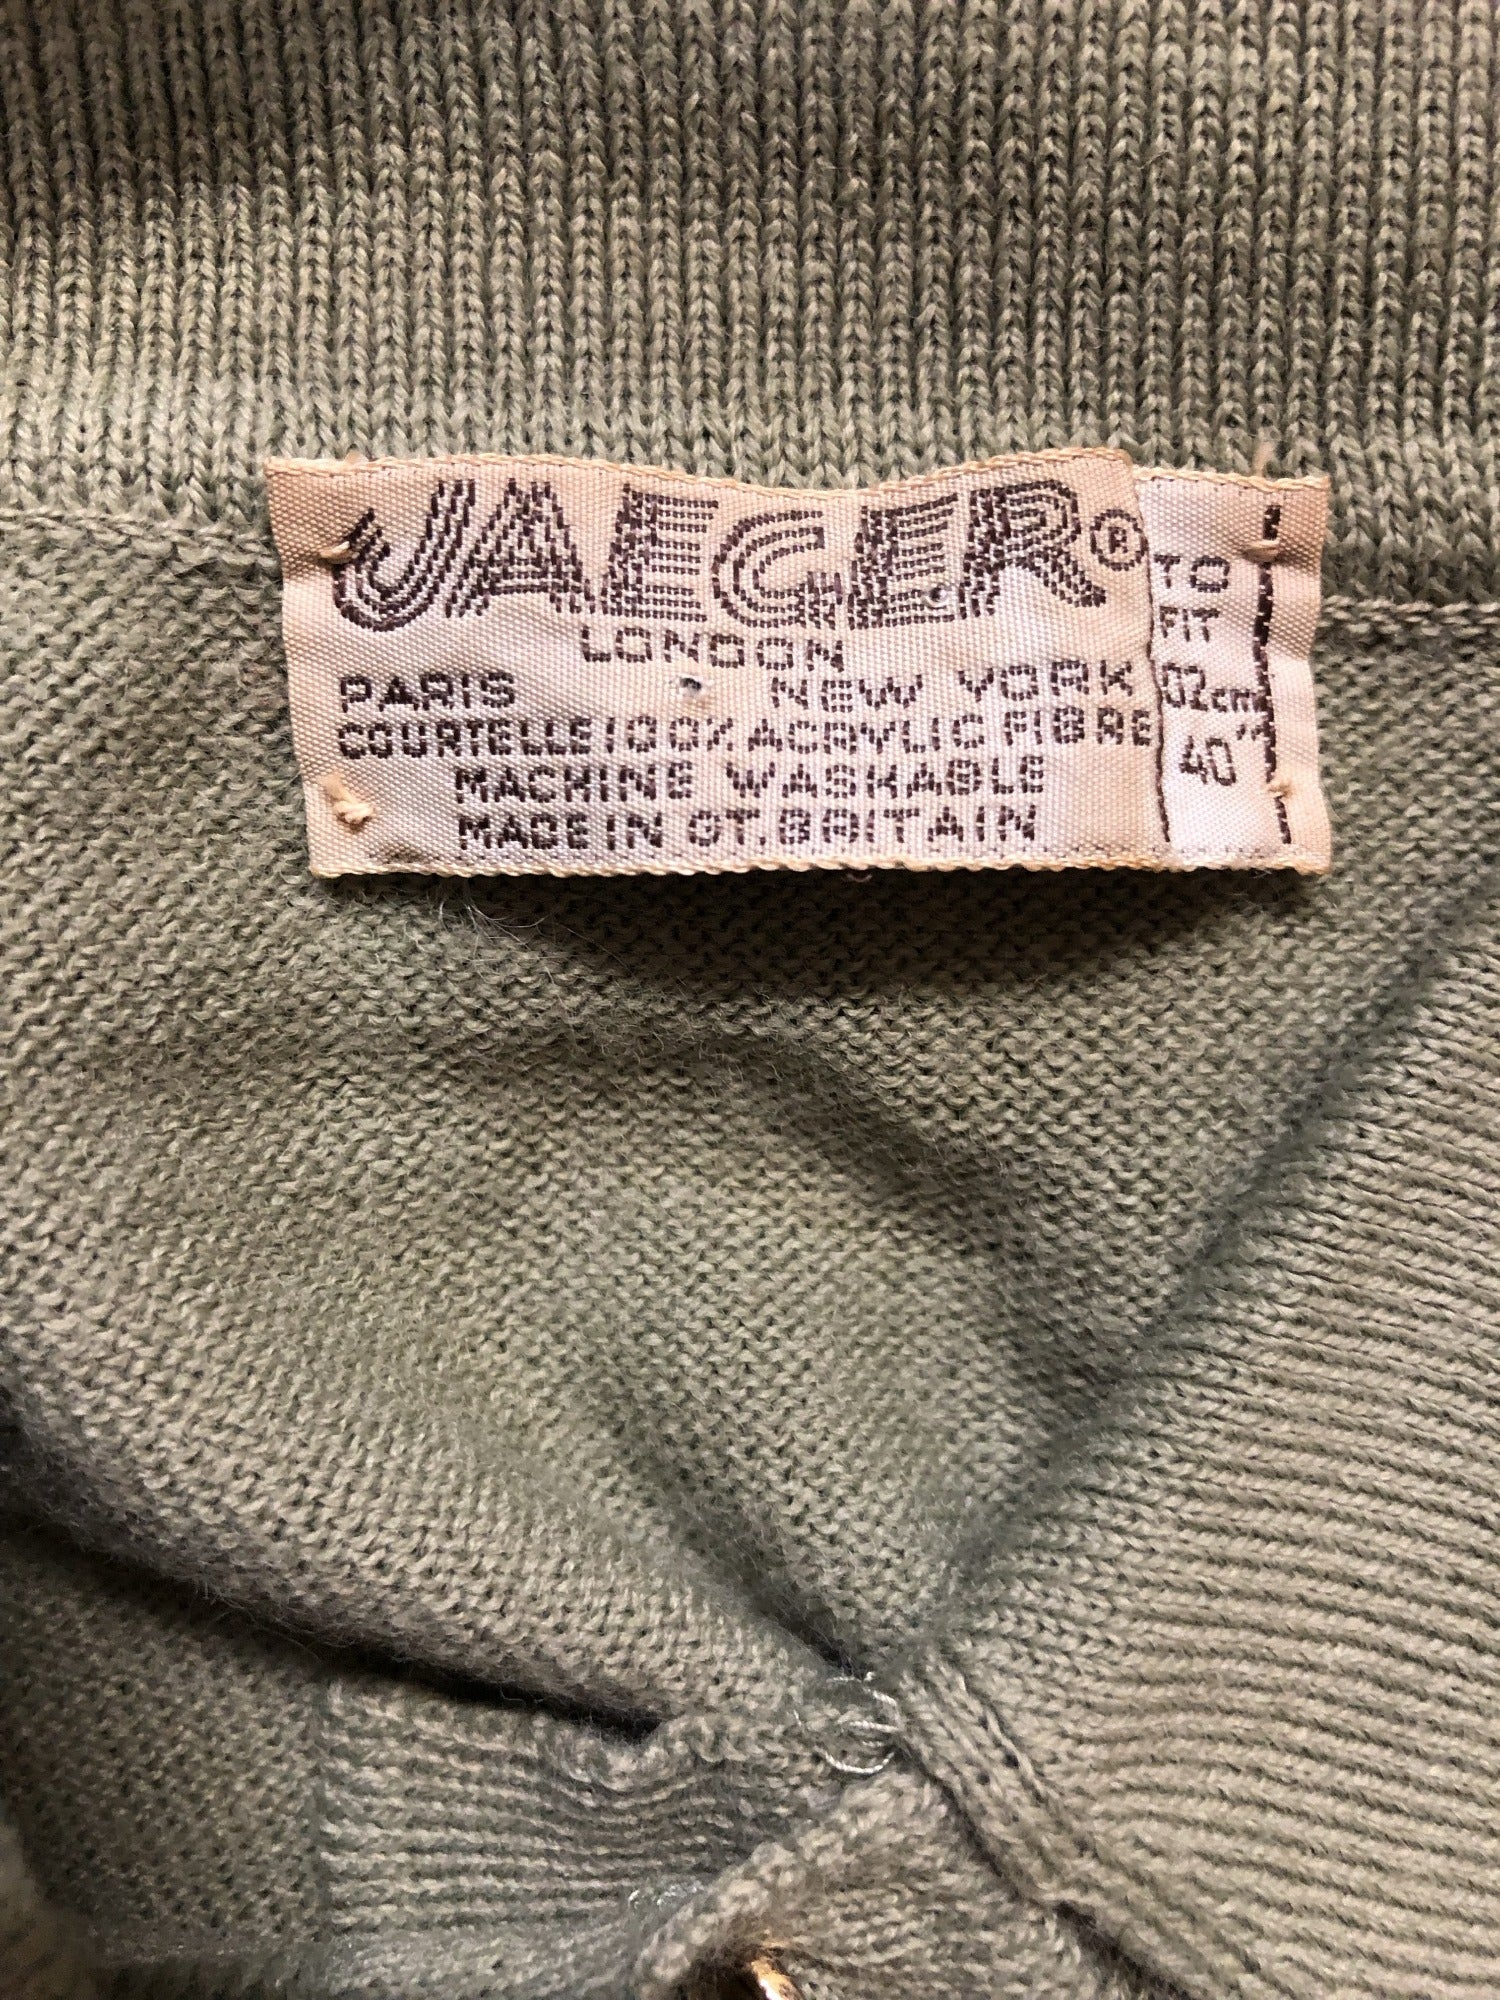 JAEGER®
LONDON
PARIS NEW YORK
COURTELLE 100% ACRYLIC FIBRE
MACHINE WASHABLE
MADE IN GT. BRITAIN
TO
FIT
102cm
40"